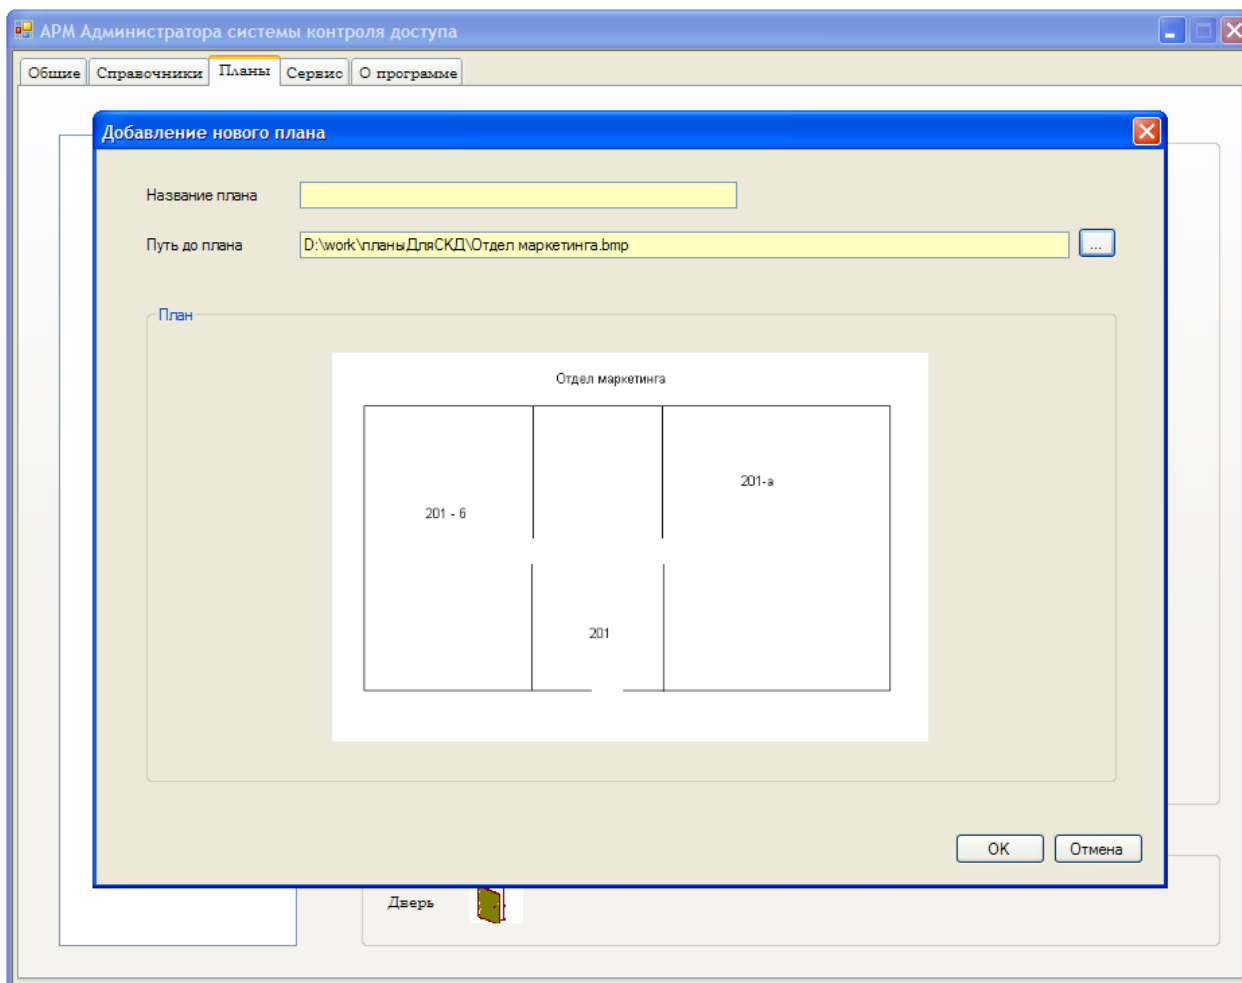 АРМ Администратора системы контроля доступа
Общие Справочники Планы Сервис О программе
Добавление нового плана
Название плана
Путь до плана D:\work\планыДляСКД\Отдел маркетинга.bmp ...
План
Отдел маркетинга
201-а
201 - б
201
OK Отмена
Дверь